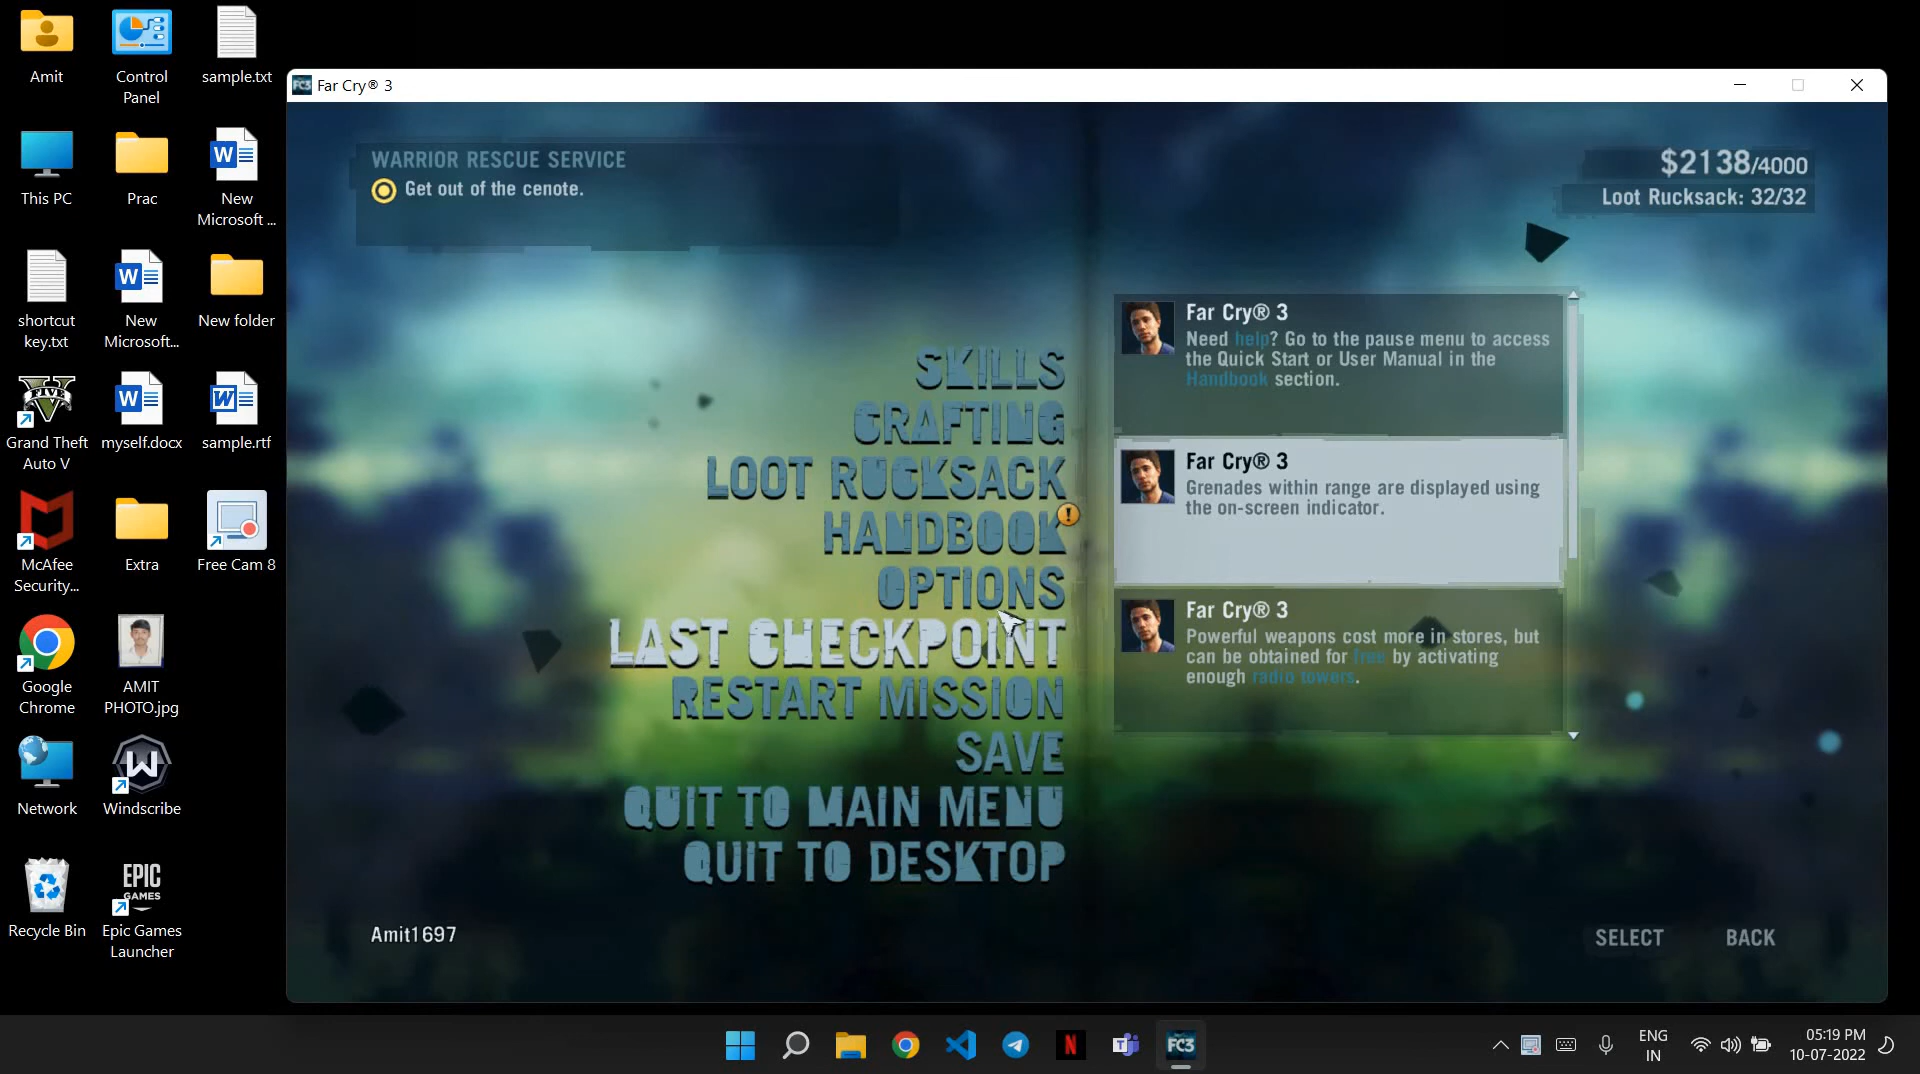 Amit
Control
Panel
sample.txt
This PC
Prac
New
Microsoft ...
shortcut
key.txt
New
Microsoft...
New folder
Grand Theft
Auto V
myself.docx
sample.rtf
McAfee
Security...
Extra
Free Cam 8
Google
Chrome
AMIT
PHOTO.jpg
Network
Windscribe
Recycle Bin
EPIC
GAMES
Epic Games
Launcher
FC3 Far Cry® 3
WARRIOR RESCUE SERVICE
Get out of the cenote.
$2138/4000
Loot Rucksack: 32/32
SKILLS
CRAFTING
LOOT RUCKSACK
HANDBOOK
OPTIONS
LAST CHECKPOINT
RESTART MISSION
SAVE
QUIT TO MAIN MENU
QUIT TO DESKTOP
Far Cry® 3
Need help? Go to the pause menu to access
the Quick Start or User Manual in the
Handbook section.
Far Cry® 3
Grenades within range are displayed using
the on-screen indicator.
Far Cry® 3
Powerful weapons cost more in stores, but
can be obtained for free by activating
enough radio towers.
Amit1697
SELECT
BACK
FC3
ENG
IN
05:19 PM
10-07-2022